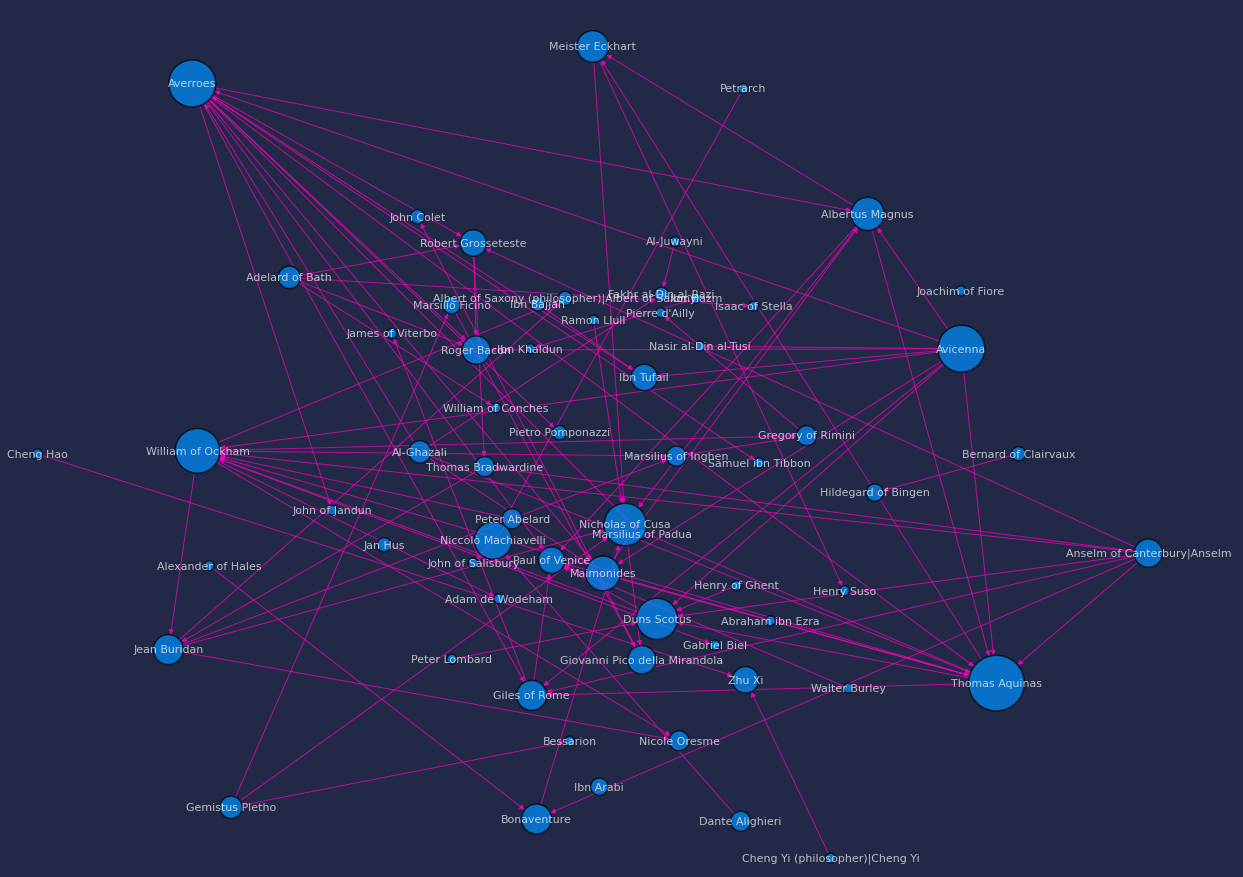 Meister Eckhart
Averroes
Petrarch
Albertus Magnus
John Colet
Robert Grosseteste
Al-Juwayni
Adelard of Bath
Joachim of Fiore
Fakhr al-Din al-Razi
Albert of Saxony (philosopher)|Albert of Saxony
Ibn Hazm
Marsilio Ficino
Ibn Bajjah
Isaac of Stella
Pierre d'Ailly
Ramon Llull
James of Viterbo
Nasir al-Din al-Tusi
Roger Bacon
Ibn Khaldun
Avicenna
Ibn Tufail
William of Conches
Pietro Pomponazzi
Gregory of Rimini
William of Ockham
Al-Ghazali
Cheng Hao
Bernard of Clairvaux
Marsilius of Inghen
Samuel ibn Tibbon
Thomas Bradwardine
Hildegard of Bingen
John of Jandun
Peter Abelard
Nicholas of Cusa
Marsilius of Padua
Niccolò Machiavelli
Jan Hus
Anselm of Canterbury|Anselm
Paul of Venice
John of Salisbury
Alexander of Hales
Maimonides
Henry of Ghent
Henry Suso
Adam de Wodeham
Duns Scotus
Abraham ibn Ezra
Gabriel Biel
Jean Buridan
Peter Lombard
Giovanni Pico della Mirandola
Zhu Xi
Thomas Aquinas
Walter Burley
Giles of Rome
Bessarion
Nicole Oresme
Ibn Arabi
Gemistus Pletho
Bonaventure
Dante Alighieri
Cheng Yi (philosopher)|Cheng Yi